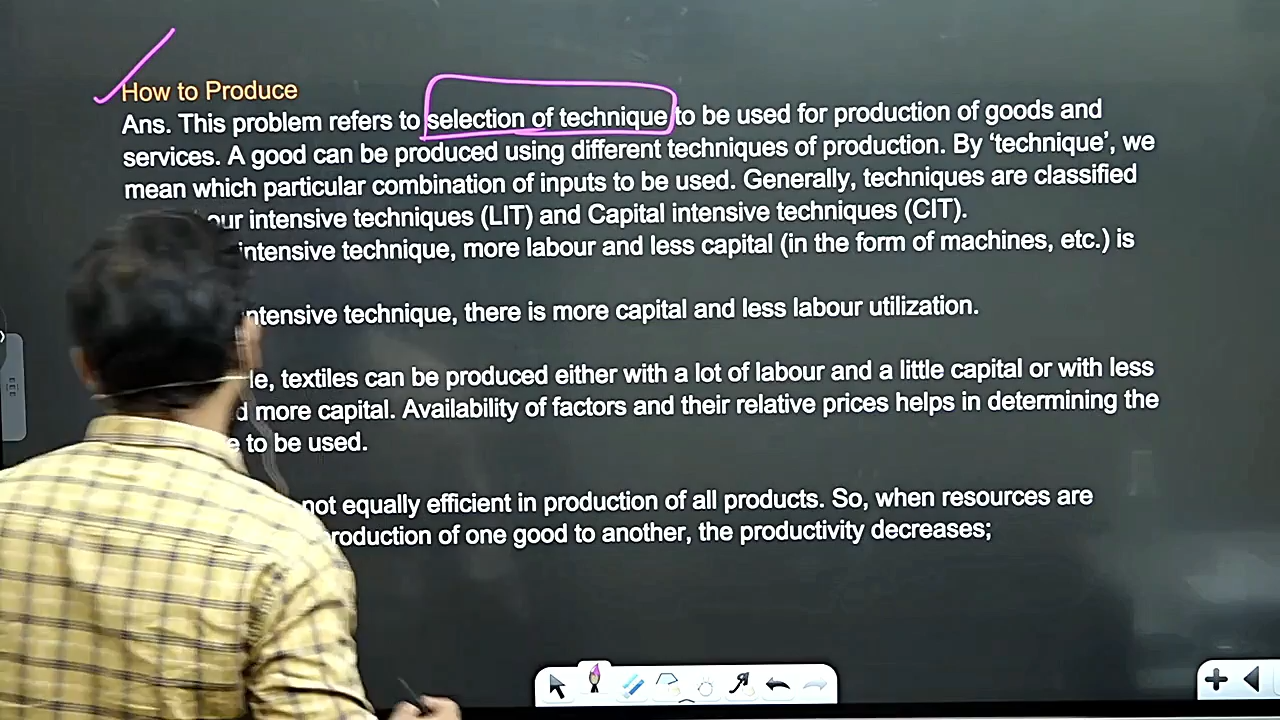 How to Produce
Ans. This problem refers to selection of technique to be used for production of goods and
services. A good can be produced using different techniques of production. By ‘technique’, we
mean which particular combination of inputs to be used. Generally, techniques are classified
intensive techniques (LIT) and Capital intensive techniques (CIT).
intensive technique, more labour and less capital (in the form of machines, etc.) is
intensive technique, there is more capital and less labour utilization.
textiles can be produced either with a lot of labour and a little capital or with less
more capital. Availability of factors and their relative prices helps in determining the
to be used.
not equally efficient in production of all products. So, when resources are
production of one good to another, the productivity decreases;